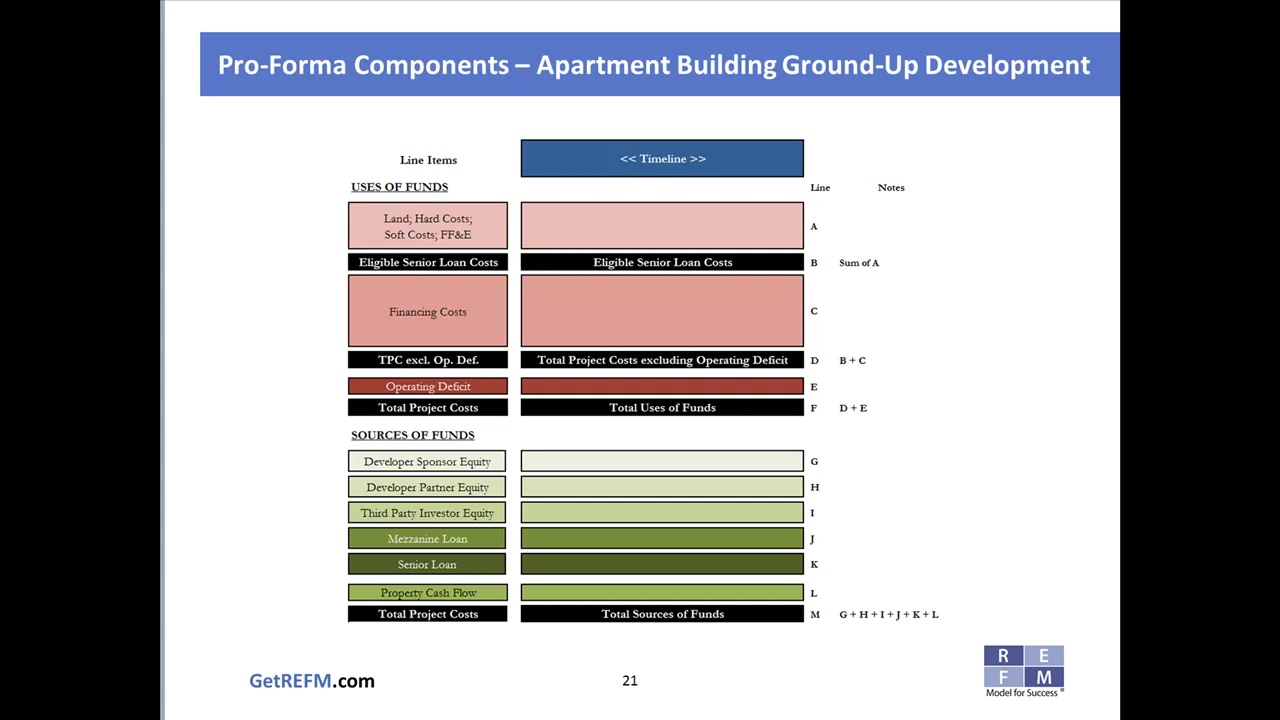 Pro-Forma Components – Apartment Building Ground-Up Development
Line Items
<< Timeline >>
USES OF FUNDS
Line
Notes
Land; Hard Costs;
Soft Costs; FF&E
A
Eligible Senior Loan Costs
Eligible Senior Loan Costs
B
Sum of A
Financing Costs
C
TPC excl. Op. Def.
Total Project Costs excluding Operating Deficit
D
B + C
Operating Deficit
E
Total Project Costs
Total Uses of Funds
F
D + E
SOURCES OF FUNDS
Developer Sponsor Equity
G
Developer Partner Equity
H
Third Party Investor Equity
I
Mezzanine Loan
J
Senior Loan
K
Property Cash Flow
L
Total Project Costs
Total Sources of Funds
M
G + H + I + J + K + L
GetREFM.com
21
R E
F M
Model for Success ®